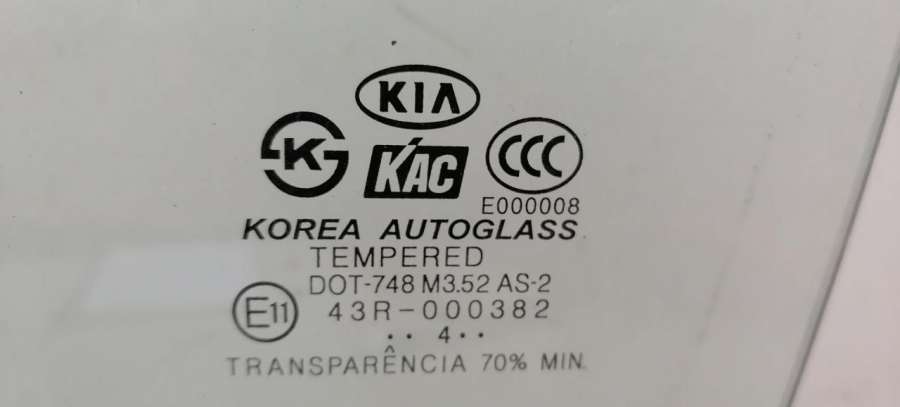 KIA
K
KAC
CCC
E000008
KOREA AUTOGLASS
TEMPERED
DOT-748 M3.52 AS-2
E11
43R-000382
·· 4 ··
TRANSPARÊNCIA 70% MIN.